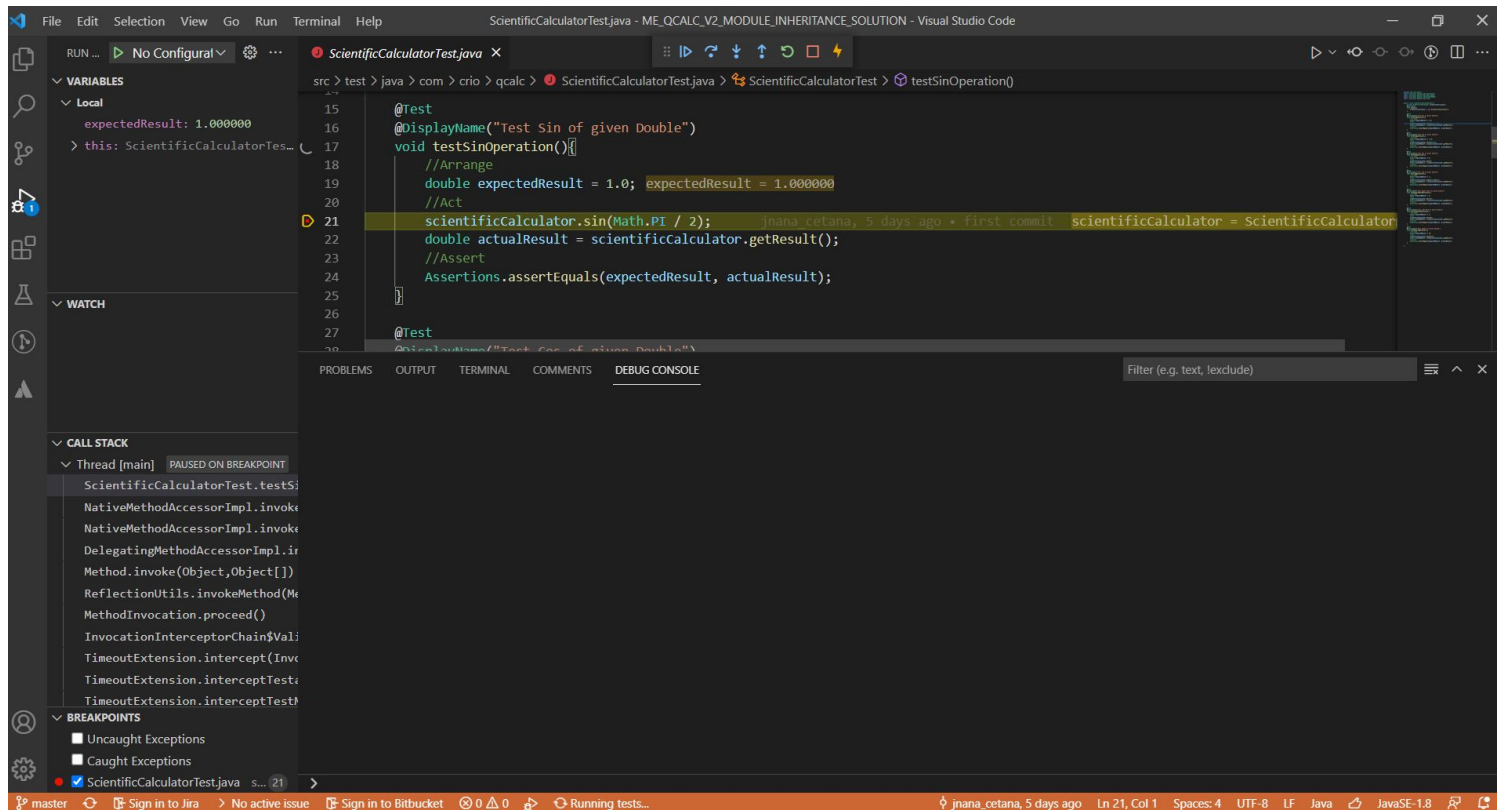 File Edit Selection View Go Run Terminal Help
ScientificCalculatorTest.java - ME_QCALC_V2_MODULE_INHERITANCE_SOLUTION - Visual Studio Code
RUN ... No Configurat ...
ScientificCalculatorTest.java
src > test > java > com > crio > qcalc > ScientificCalculatorTest.java > ScientificCalculatorTest > testSinOperation()
VARIABLES
Local
expectedResult: 1.000000
> this: ScientificCalculatorTes...
15 @Test
16 @DisplayName("Test Sin of given Double")
17 void testSinOperation(){
18 //Arrange
19 double expectedResult = 1.0; expectedResult = 1.000000
20 //Act
21 scientificCalculator.sin(Math.PI / 2); jnana_cetana, 5 days ago • first commit scientificCalculator = ScientificCalculator
22 double actualResult = scientificCalculator.getResult();
23 //Assert
24 Assertions.assertEquals(expectedResult, actualResult);
25 }
26
27 @Test
WATCH
PROBLEMS OUTPUT TERMINAL COMMENTS DEBUG CONSOLE
Filter (e.g. text, !exclude)
CALL STACK
Thread [main] PAUSED ON BREAKPOINT
ScientificCalculatorTest.testSi
NativeMethodAccessorImpl.invoke
NativeMethodAccessorImpl.invoke
DelegatingMethodAccessorImpl.in
Method.invoke(Object,Object[])
ReflectionUtils.invokeMethod(Me
MethodInvocation.proceed()
InvocationInterceptorChain$Vali
TimeoutExtension.intercept(Invo
TimeoutExtension.interceptTesta
TimeoutExtension.interceptTestM
BREAKPOINTS
Uncaught Exceptions
Caught Exceptions
ScientificCalculatorTest.java s... 21
>
1
master Sign in to Jira > No active issue Sign in to Bitbucket 0 0 Running tests...
jnana_cetana, 5 days ago Ln 21, Col 1 Spaces: 4 UTF-8 LF Java JavaSE-1.8